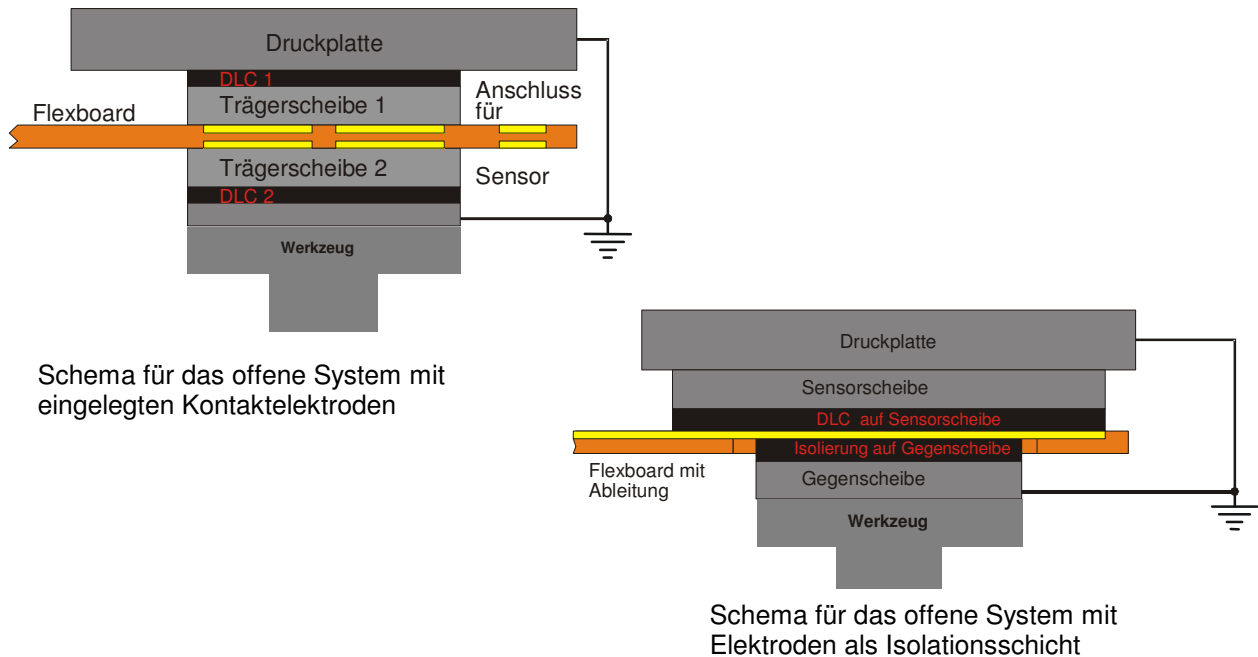 Druckplatte
DLC 1
Trägerscheibe 1
Anschluss
für
Flexboard
Trägerscheibe 2
Sensor
DLC 2
Werkzeug
Schema für das offene System mit
eingelegten Kontaktelektroden
Druckplatte
Sensorscheibe
DLC auf Sensorscheibe
Isolierung auf Gegenscheibe
Flexboard mit
Ableitung
Gegenscheibe
Werkzeug
Schema für das offene System mit
Elektroden als Isolationsschicht